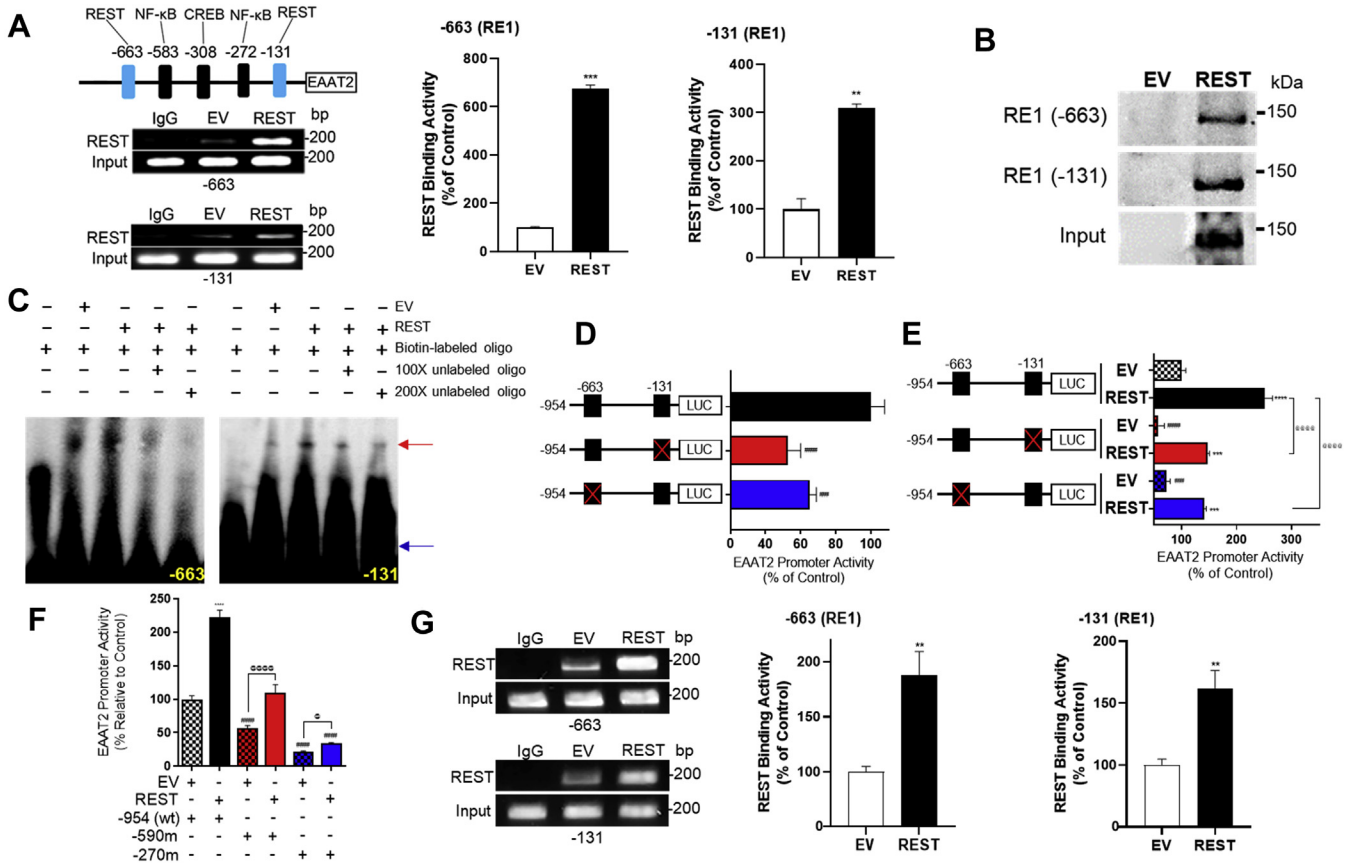 A
REST NF-κB CREB NF-κB REST
-663 -583 -308 -272 -131
EAAT2
IgG EV REST bp
REST -200
Input -200
-663
IgG EV REST bp
REST -200
Input -200
-131
-663 (RE1)
REST Binding Activity
(%of Control)
800
600
400
200
0
EV REST
***
-131 (RE1)
REST Binding Activity
(%of Control)
400
300
200
100
0
EV REST
**
B
EV REST kDa
RE1 (-663) 150
RE1 (-131) 150
Input 150
C
– + – – – – + – – – EV
– – + + + – – + + + REST
+ + + + + + + + + + Biotin-labeled oligo
– – – + – – – – + – 100X unlabeled oligo
– – – – + – – – – + 200X unlabeled oligo
-663
-131
D
-663 -131
-954 LUC
-954 LUC
-954 LUC
###
0 20 40 60 80 100
EAAT2 Promoter Activity
(% of Control)
E
-663 -131
-954 LUC
EV
REST ****
-954 LUC
EV ####
REST ***
-954 LUC
EV ###
REST ***
@@@@
@@@@
100 200 300
EAAT2 Promoter Activity
(% of Control)
F
EAAT2 Promoter Activity
(% Relative to Control)
250
200
150
100
50
0
****
####
@@@@
####
@
####
EV + - + - + -
REST - + - + - +
-954 (wt) + + - - - -
-590m - - + + - -
-270m - - - - + +
G
IgG EV REST bp
REST -200
Input -200
-663
IgG EV REST bp
REST -200
Input -200
-131
-663 (RE1)
REST Binding Activity
(% of Control)
200
100
0
EV REST
**
-131 (RE1)
REST Binding Activity
(% of Control)
200
150
100
50
0
EV REST
**